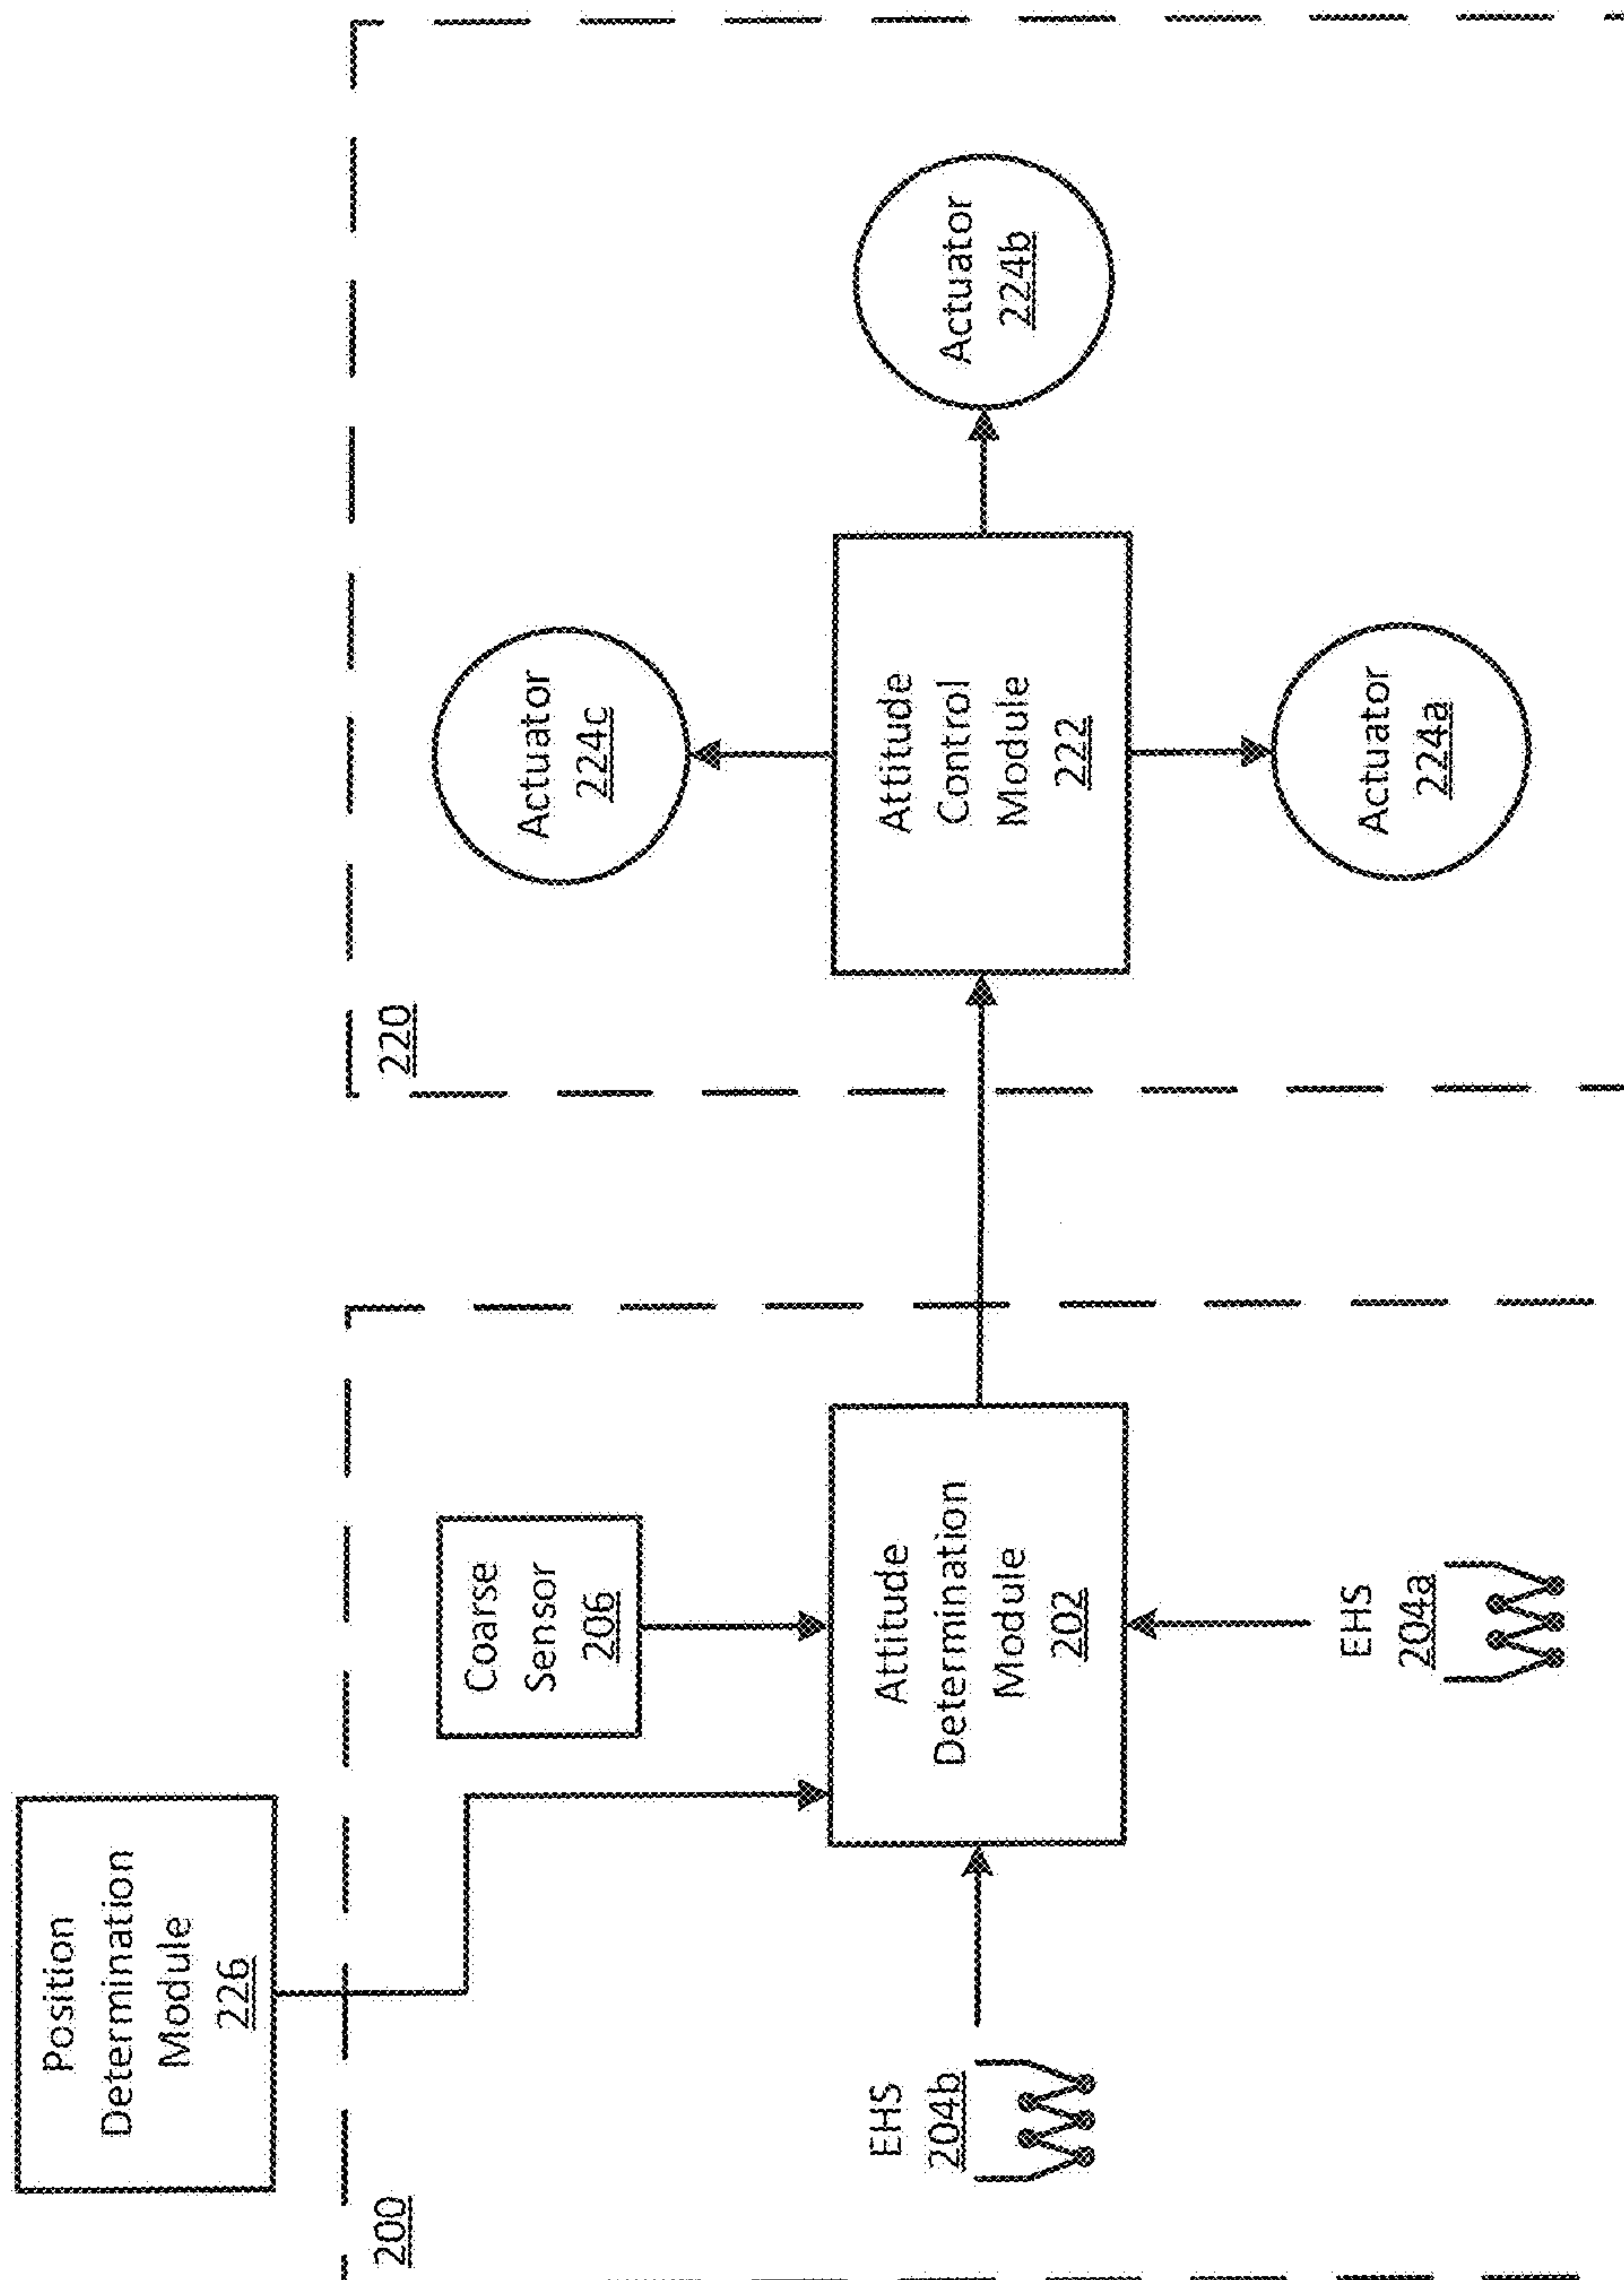 Position
Determination
Module
226
200
Coarse
Sensor
206
Attitude
Determination
Module
202
EHS
204b
EHS
204a
220
Actuator
224c
Attitude
Control
Module
222
Actuator
224b
Actuator
224a